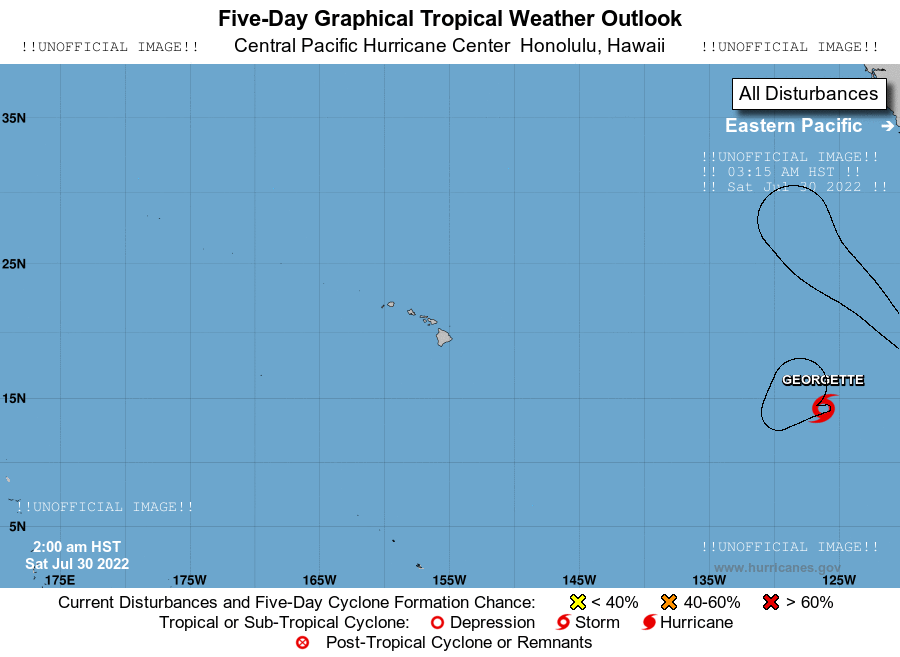 Five-Day Graphical Tropical Weather Outlook
!!UNOFFICIAL IMAGE!! Central Pacific Hurricane Center Honolulu, Hawaii !!UNOFFICIAL IMAGE!!
All Disturbances
35N
Eastern Pacific →
!!UNOFFICIAL IMAGE!!
!! 03:15 AM HST !!
!! Sat Jul 30 2022 !!
25N
GEORGETTE
15N
!!UNOFFICIAL IMAGE!!
5N
2:00 am HST
Sat Jul 30 2022
!!UNOFFICIAL IMAGE!!
www.hurricanes.gov
175E 175W 165W 155W 145W 135W 125W
Current Disturbances and Five-Day Cyclone Formation Chance: < 40% 40-60% > 60%
Tropical or Sub-Tropical Cyclone: Depression Storm Hurricane
Post-Tropical Cyclone or Remnants